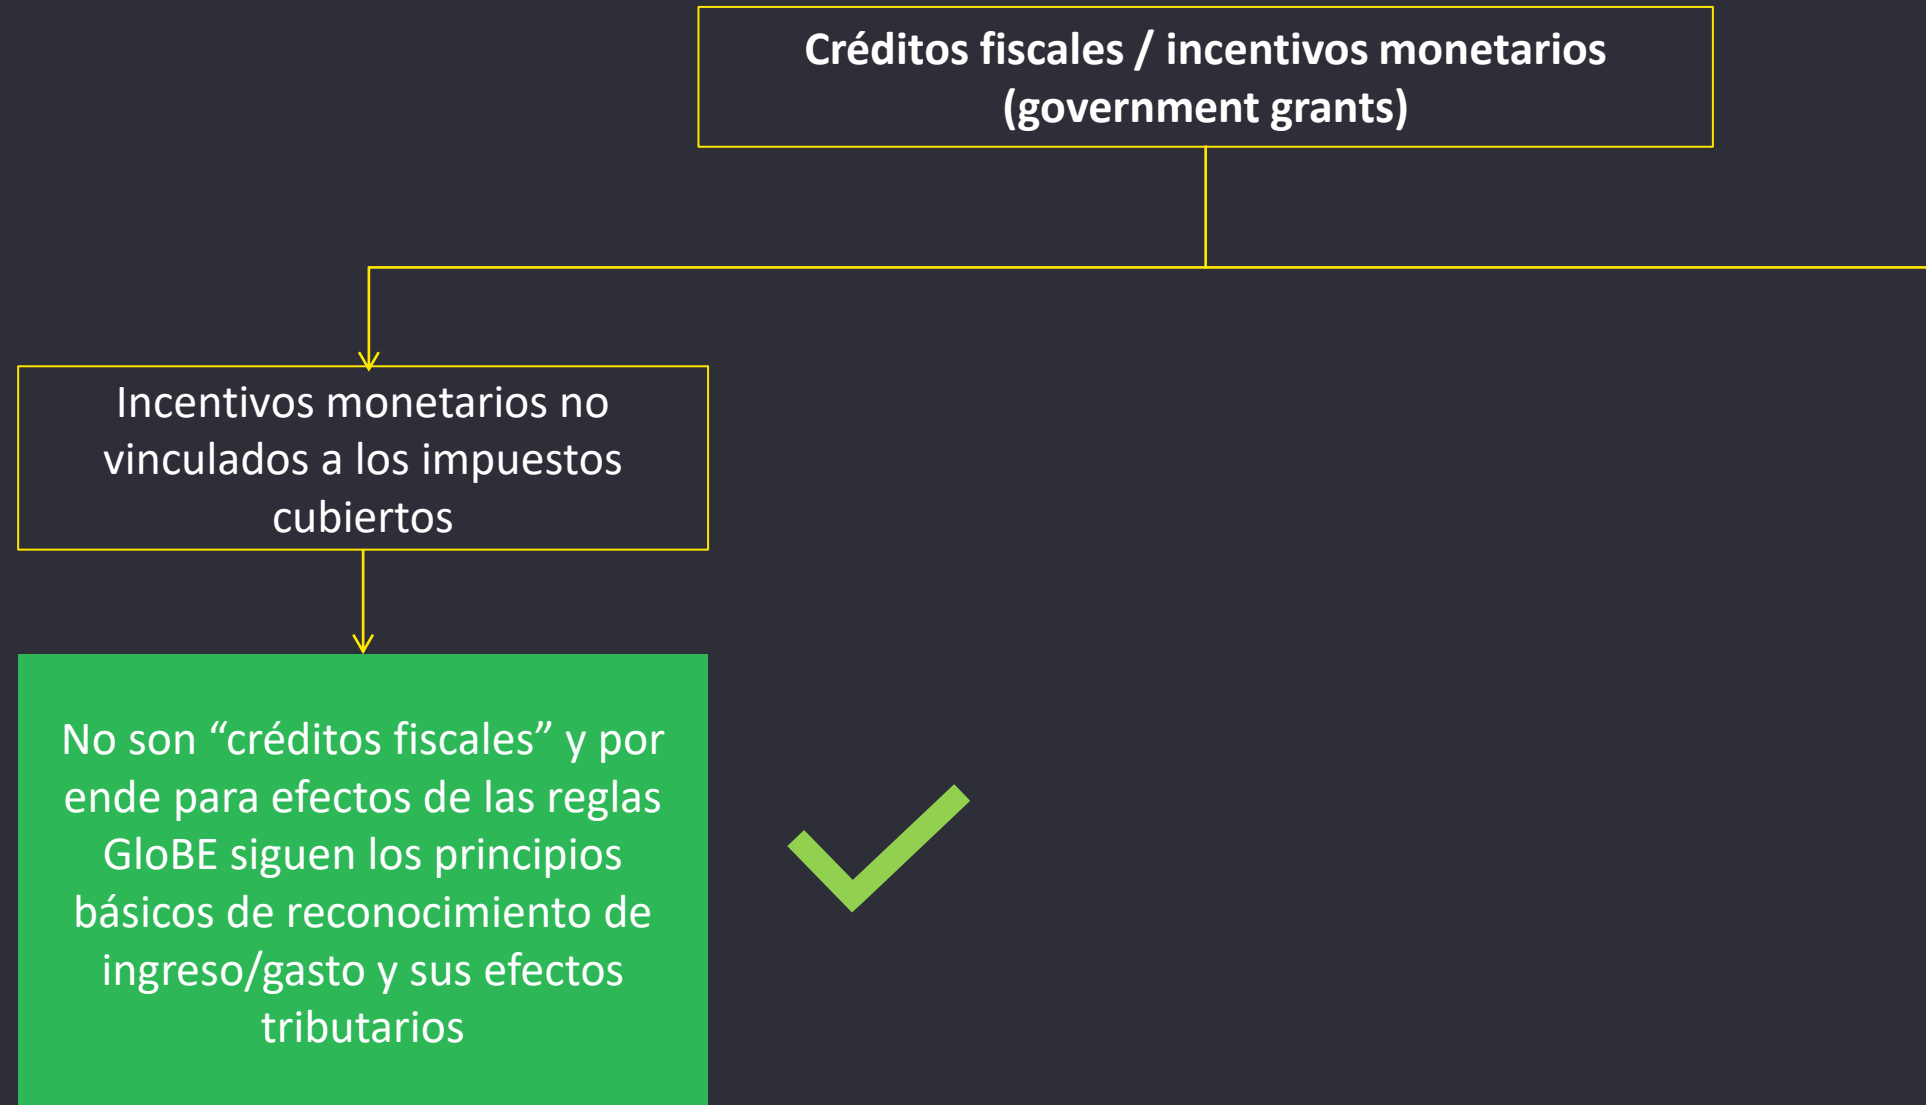 Créditos fiscales / incentivos monetarios
(government grants)
Incentivos monetarios no
vinculados a los impuestos
cubiertos
No son “créditos fiscales” y por
ende para efectos de las reglas
GloBE siguen los principios
básicos de reconocimiento de
ingreso/gasto y sus efectos
tributarios